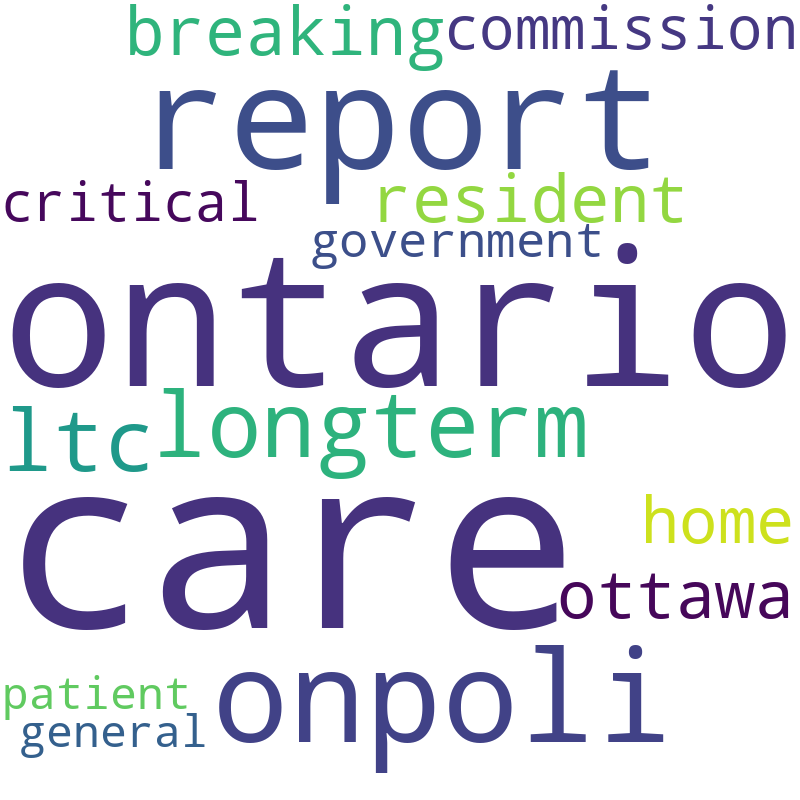 breaking commission
report
critical resident
government
ontario
ltc longterm
care
home
ottawa
onpoli
patient
general